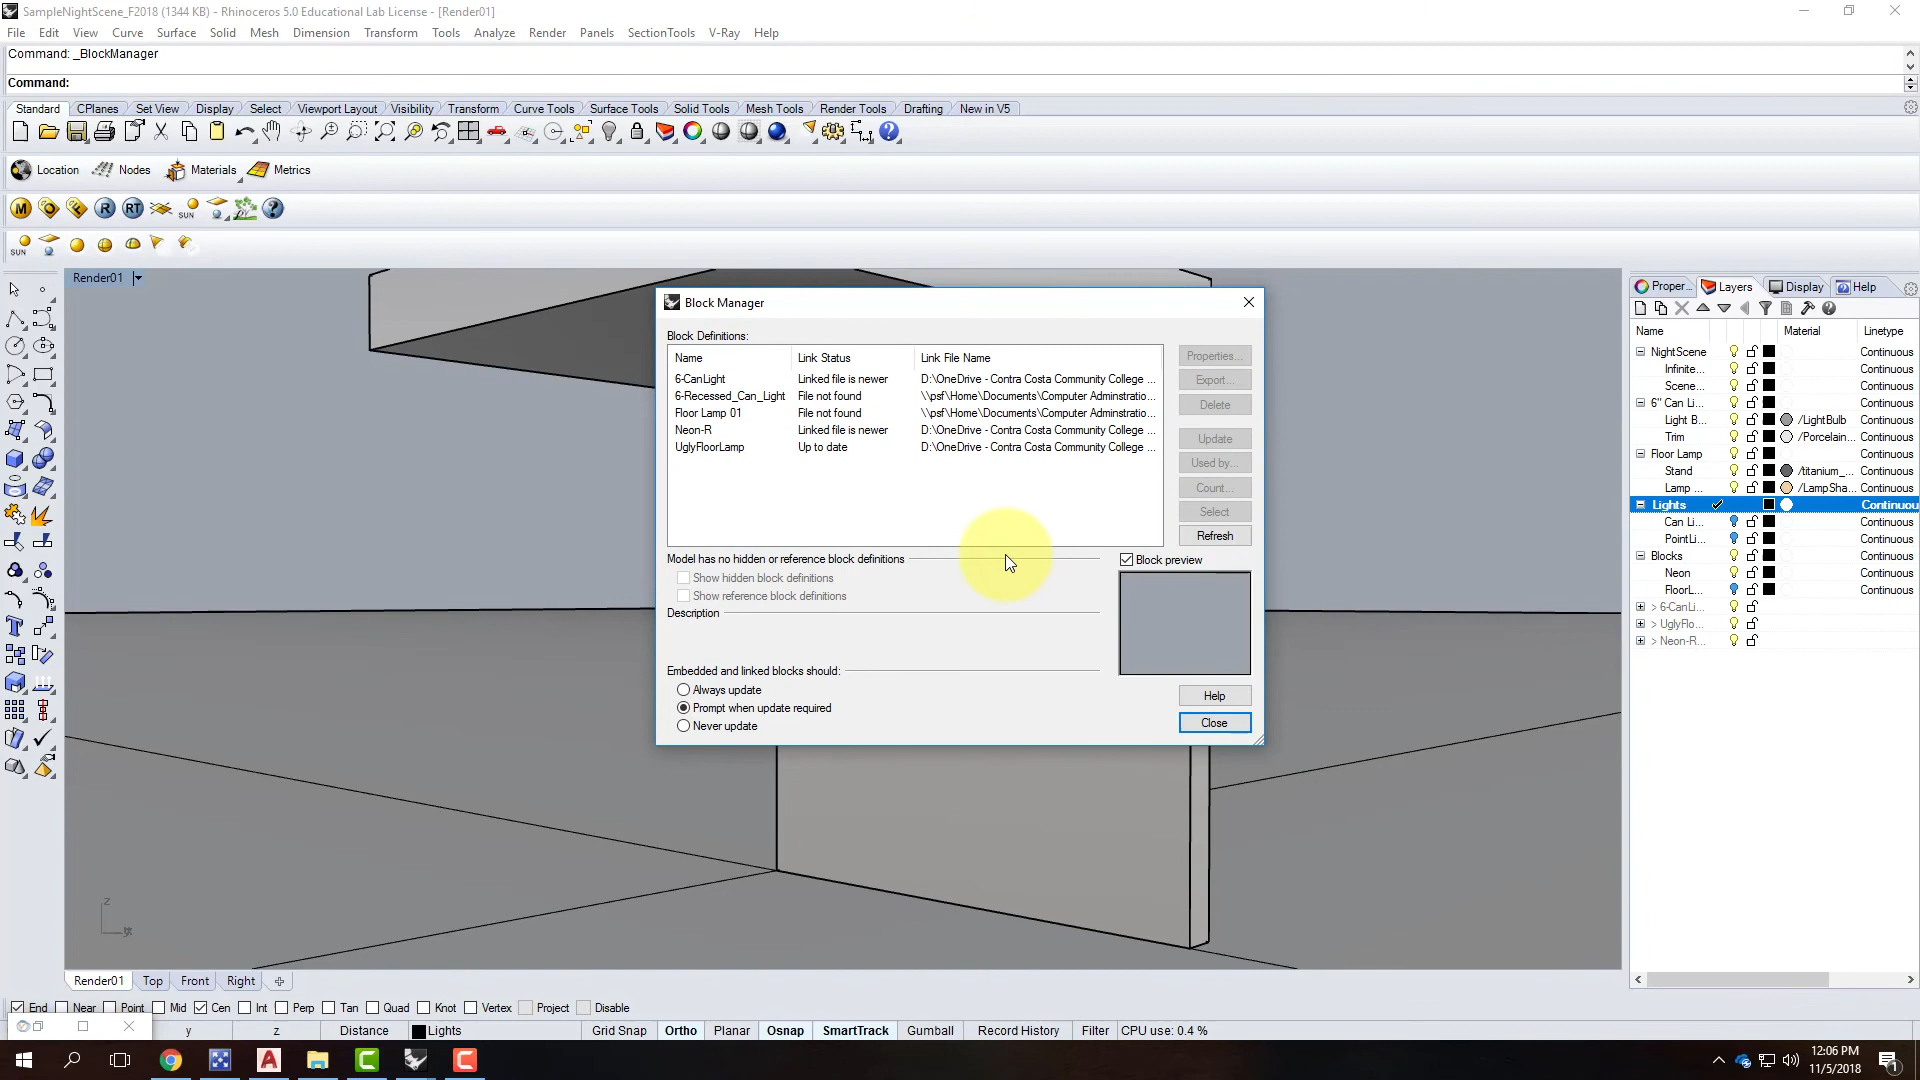 SampleNightScene_F2018 (1344 KB) - Rhinoceros 5.0 Educational Lab License - [Render01]
File Edit View Curve Surface Solid Mesh Dimension Transform Tools Analyze Render Panels SectionTools V-Ray Help
Command: _BlockManager
Command:
Standard CPlanes Set View Display Select Viewport Layout Visibility Transform Curve Tools Surface Tools Solid Tools Mesh Tools Render Tools Drafting New in V5
Location Nodes Materials Metrics
M O F R RT SUN
SUN
Render01
Proper... Layers Display Help
Name Material Linetype
NightScene Continuous
Infinite... Continuous
Scene... Continuous
6" Can Li... Continuous
Light B... /LightBulb Continuous
Trim /Porcelain... Continuous
Floor Lamp Continuous
Stand /titanium_... Continuous
Lamp ... /LampSha... Continuous
Lights Continuou
Can Li... Continuous
PointLi... Continuous
Blocks Continuous
Neon Continuous
FloorL... Continuous
> 6-CanLi...
> UglyFlo...
> Neon-R...
Block Manager
Block Definitions:
Name Link Status Link File Name
6-CanLight Linked file is newer D:\OneDrive - Contra Costa Community College ...
6-Recessed_Can_Light File not found \\psf\Home\Documents\Computer Adminstratio...
Floor Lamp 01 File not found \\psf\Home\Documents\Computer Adminstratio...
Neon-R Linked file is newer D:\OneDrive - Contra Costa Community College ...
UglyFloorLamp Up to date D:\OneDrive - Contra Costa Community College ...
Properties...
Export...
Delete
Update
Used by...
Count...
Select
Refresh
Model has no hidden or reference block definitions
Block preview
Show hidden block definitions
Show reference block definitions
Description
Embedded and linked blocks should:
Always update
Prompt when update required
Never update
Help
Close
z
Render01 Top Front Right
End Near Point Mid Cen Int Perp Tan Quad Knot Vertex Project Disable
y z Distance Lights Grid Snap Ortho Planar Osnap SmartTrack Gumball Record History Filter CPU use: 0.4 %
12:06 PM
11/5/2018
1